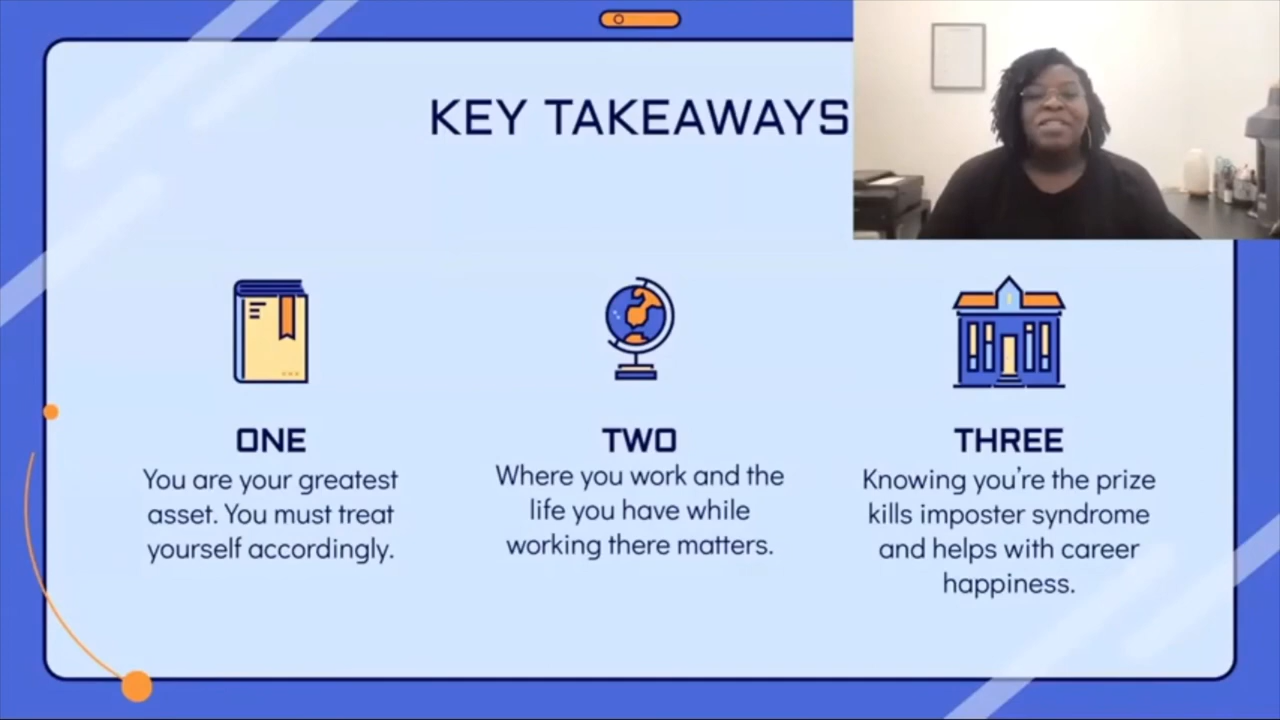 KEY TAKEAWAYS
ONE
You are your greatest
asset. You must treat
yourself accordingly.
TWO
Where you work and the
life you have while
working there matters.
THREE
Knowing you're the prize
kills imposter syndrome
and helps with career
happiness.